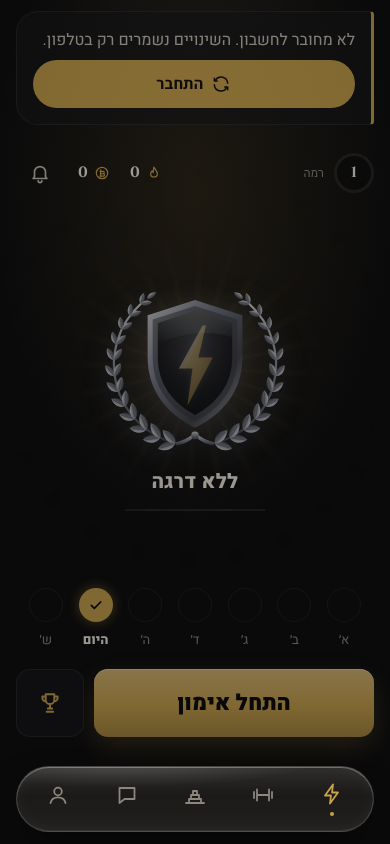 לא מחובר לחשבון. השינויים נשמרים רק בטלפון.
התחבר
1 רמה 0 0
ללא דרגה
א' ב' ג' ד' ה' היום ש'
התחל אימון